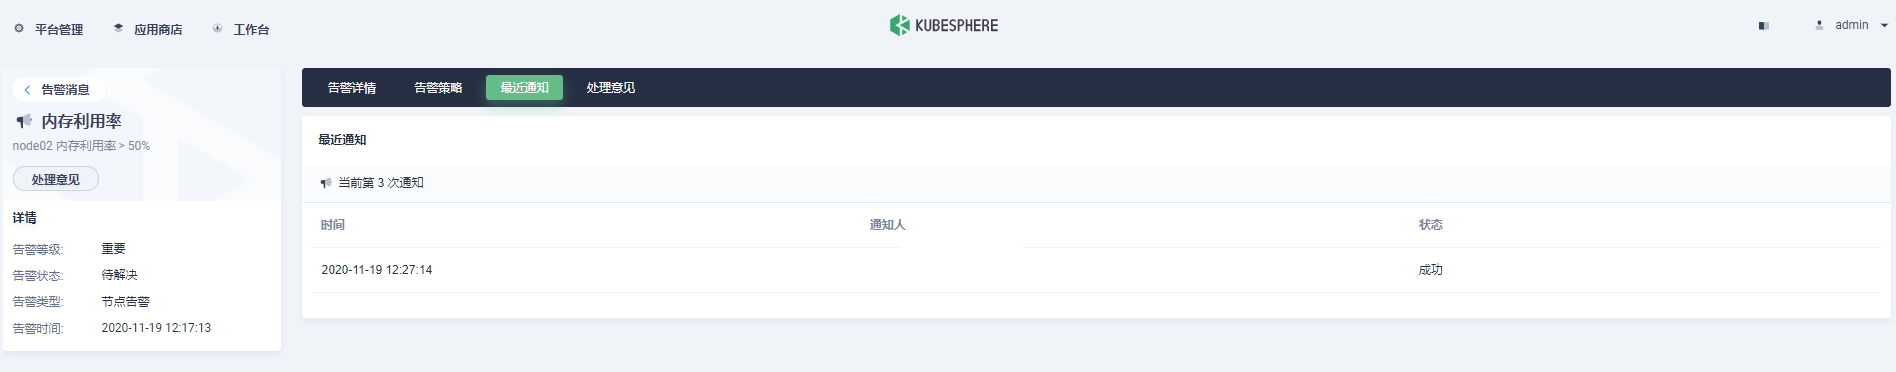 平台管理 应用商店 工作台 KUBESPHERE admin
告警消息
内存利用率
node02 内存利用率 > 50%
处理意见
详情
告警等级: 重要
告警状态: 待解决
告警类型: 节点告警
告警时间: 2020-11-19 12:17:13
告警详情 告警策略 最近通知 处理意见
最近通知
当前第 3 次通知
时间 通知人 状态
2020-11-19 12:27:14 成功